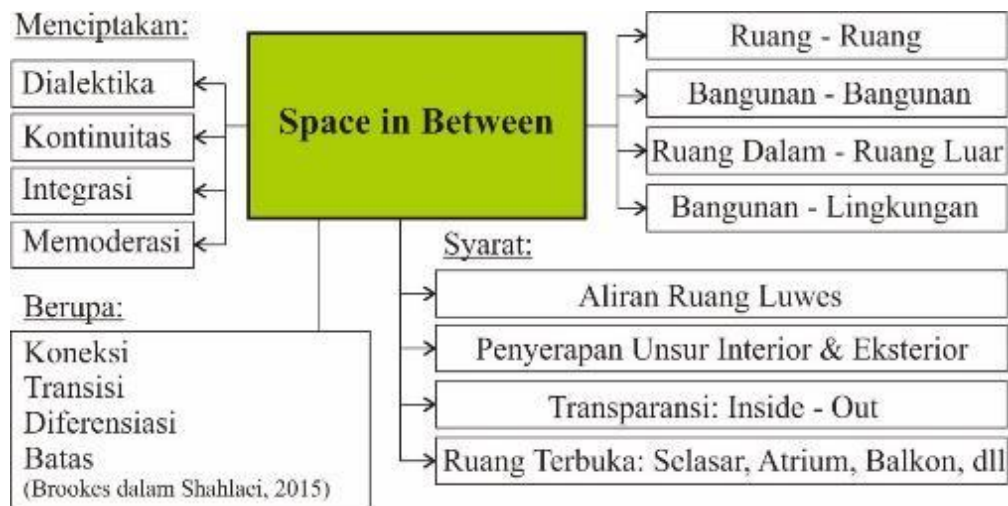 Menciptakan:
Dialektika
Kontinuitas
Integrasi
Memoderasi
Space in Between
Ruang - Ruang
Bangunan - Bangunan
Ruang Dalam - Ruang Luar
Bangunan - Lingkungan
Berupa:
Koneksi
Transisi
Diferensiasi
Batas
(Brookes dalam Shahlaei, 2015)
Syarat:
Aliran Ruang Luwes
Penyerapan Unsur Interior & Eksterior
Transparansi: Inside - Out
Ruang Terbuka: Selasar, Atrium, Balkon, dll